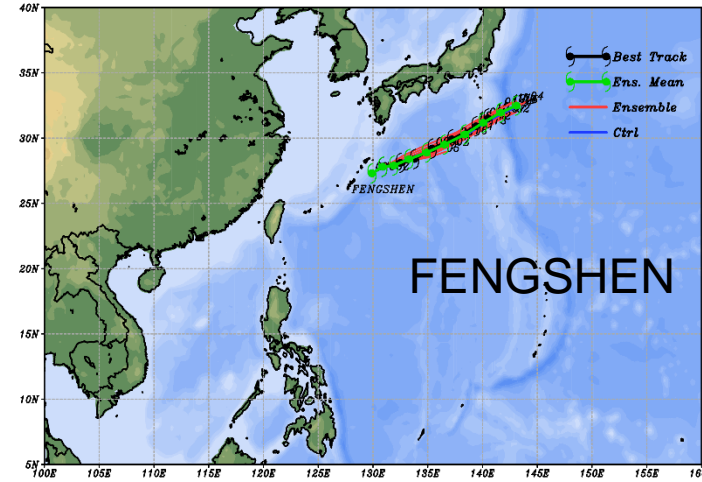 40N
35N
30N
25N
20N
15N
10N
5N
Best Track
Ens. Mean
Ensemble
Ctrl
FENGSHEN
FENGSHEN
100E 105E 110E 115E 120E 125E 130E 135E 140E 145E 150E 155E